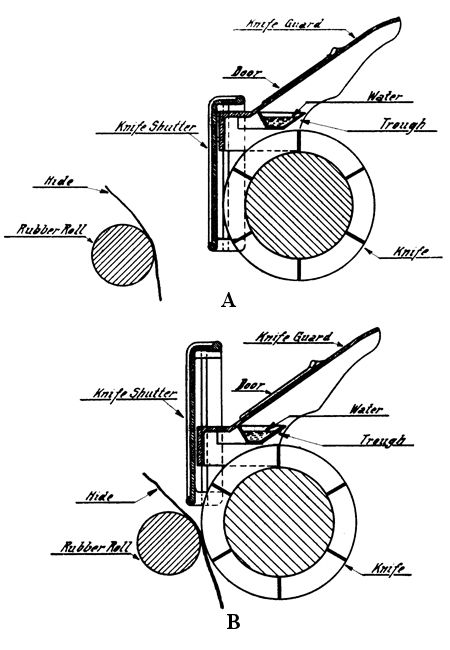 Knife Guard
Door
Water
Knife Shutter
Trough
Hide
Rubber Roll
Knife
A
Knife Guard
Knife Shutter
Door
Water
Trough
Hide
Rubber Roll
Knife
B